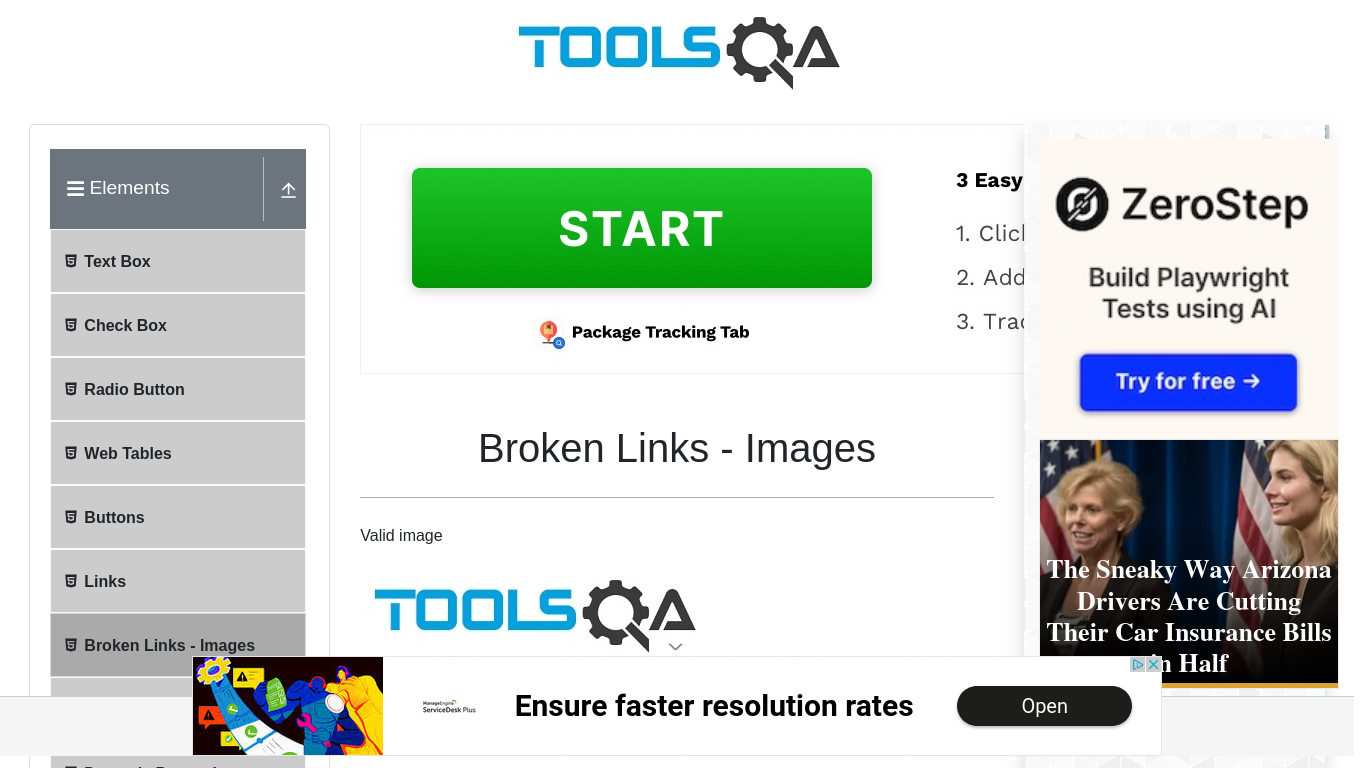 TOOLSQA
Elements
Text Box
Check Box
Radio Button
Web Tables
Buttons
Links
Broken Links - Images
START
Package Tracking Tab
3 Easy
1. Click
2. Add
3.
Broken Links - Images
Valid image
TOOLSQA
ZeroStep
Build Playwright
Tests using AI
Try for free →
The Sneaky Way Arizona
Drivers Are Cutting
Their Car Insurance Bills
in Half
ManageEngine
ServiceDesk Plus
Ensure faster resolution rates
Open